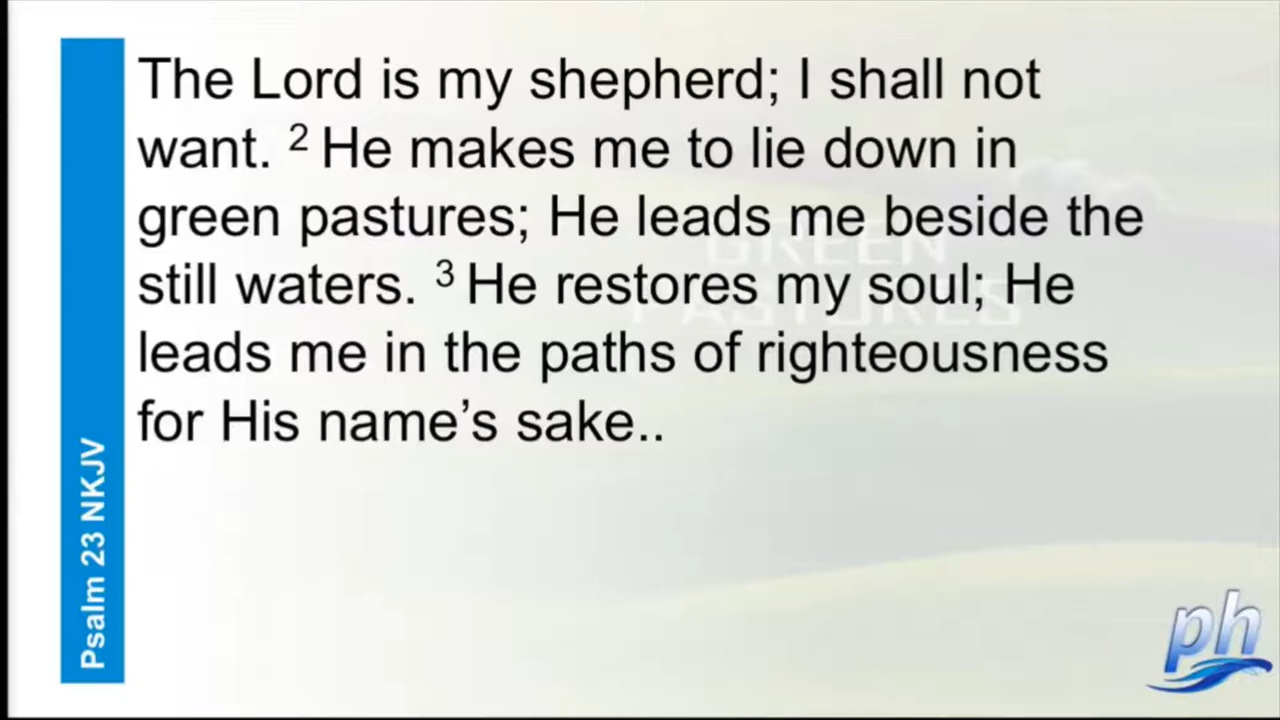 The Lord is my shepherd; I shall not
want. ² He makes me to lie down in
green pastures; He leads me beside the
still waters. ³ He restores my soul; He
leads me in the paths of righteousness
for His name’s sake..
GREEN
PASTURES
Psalm 23 NKJV
ph